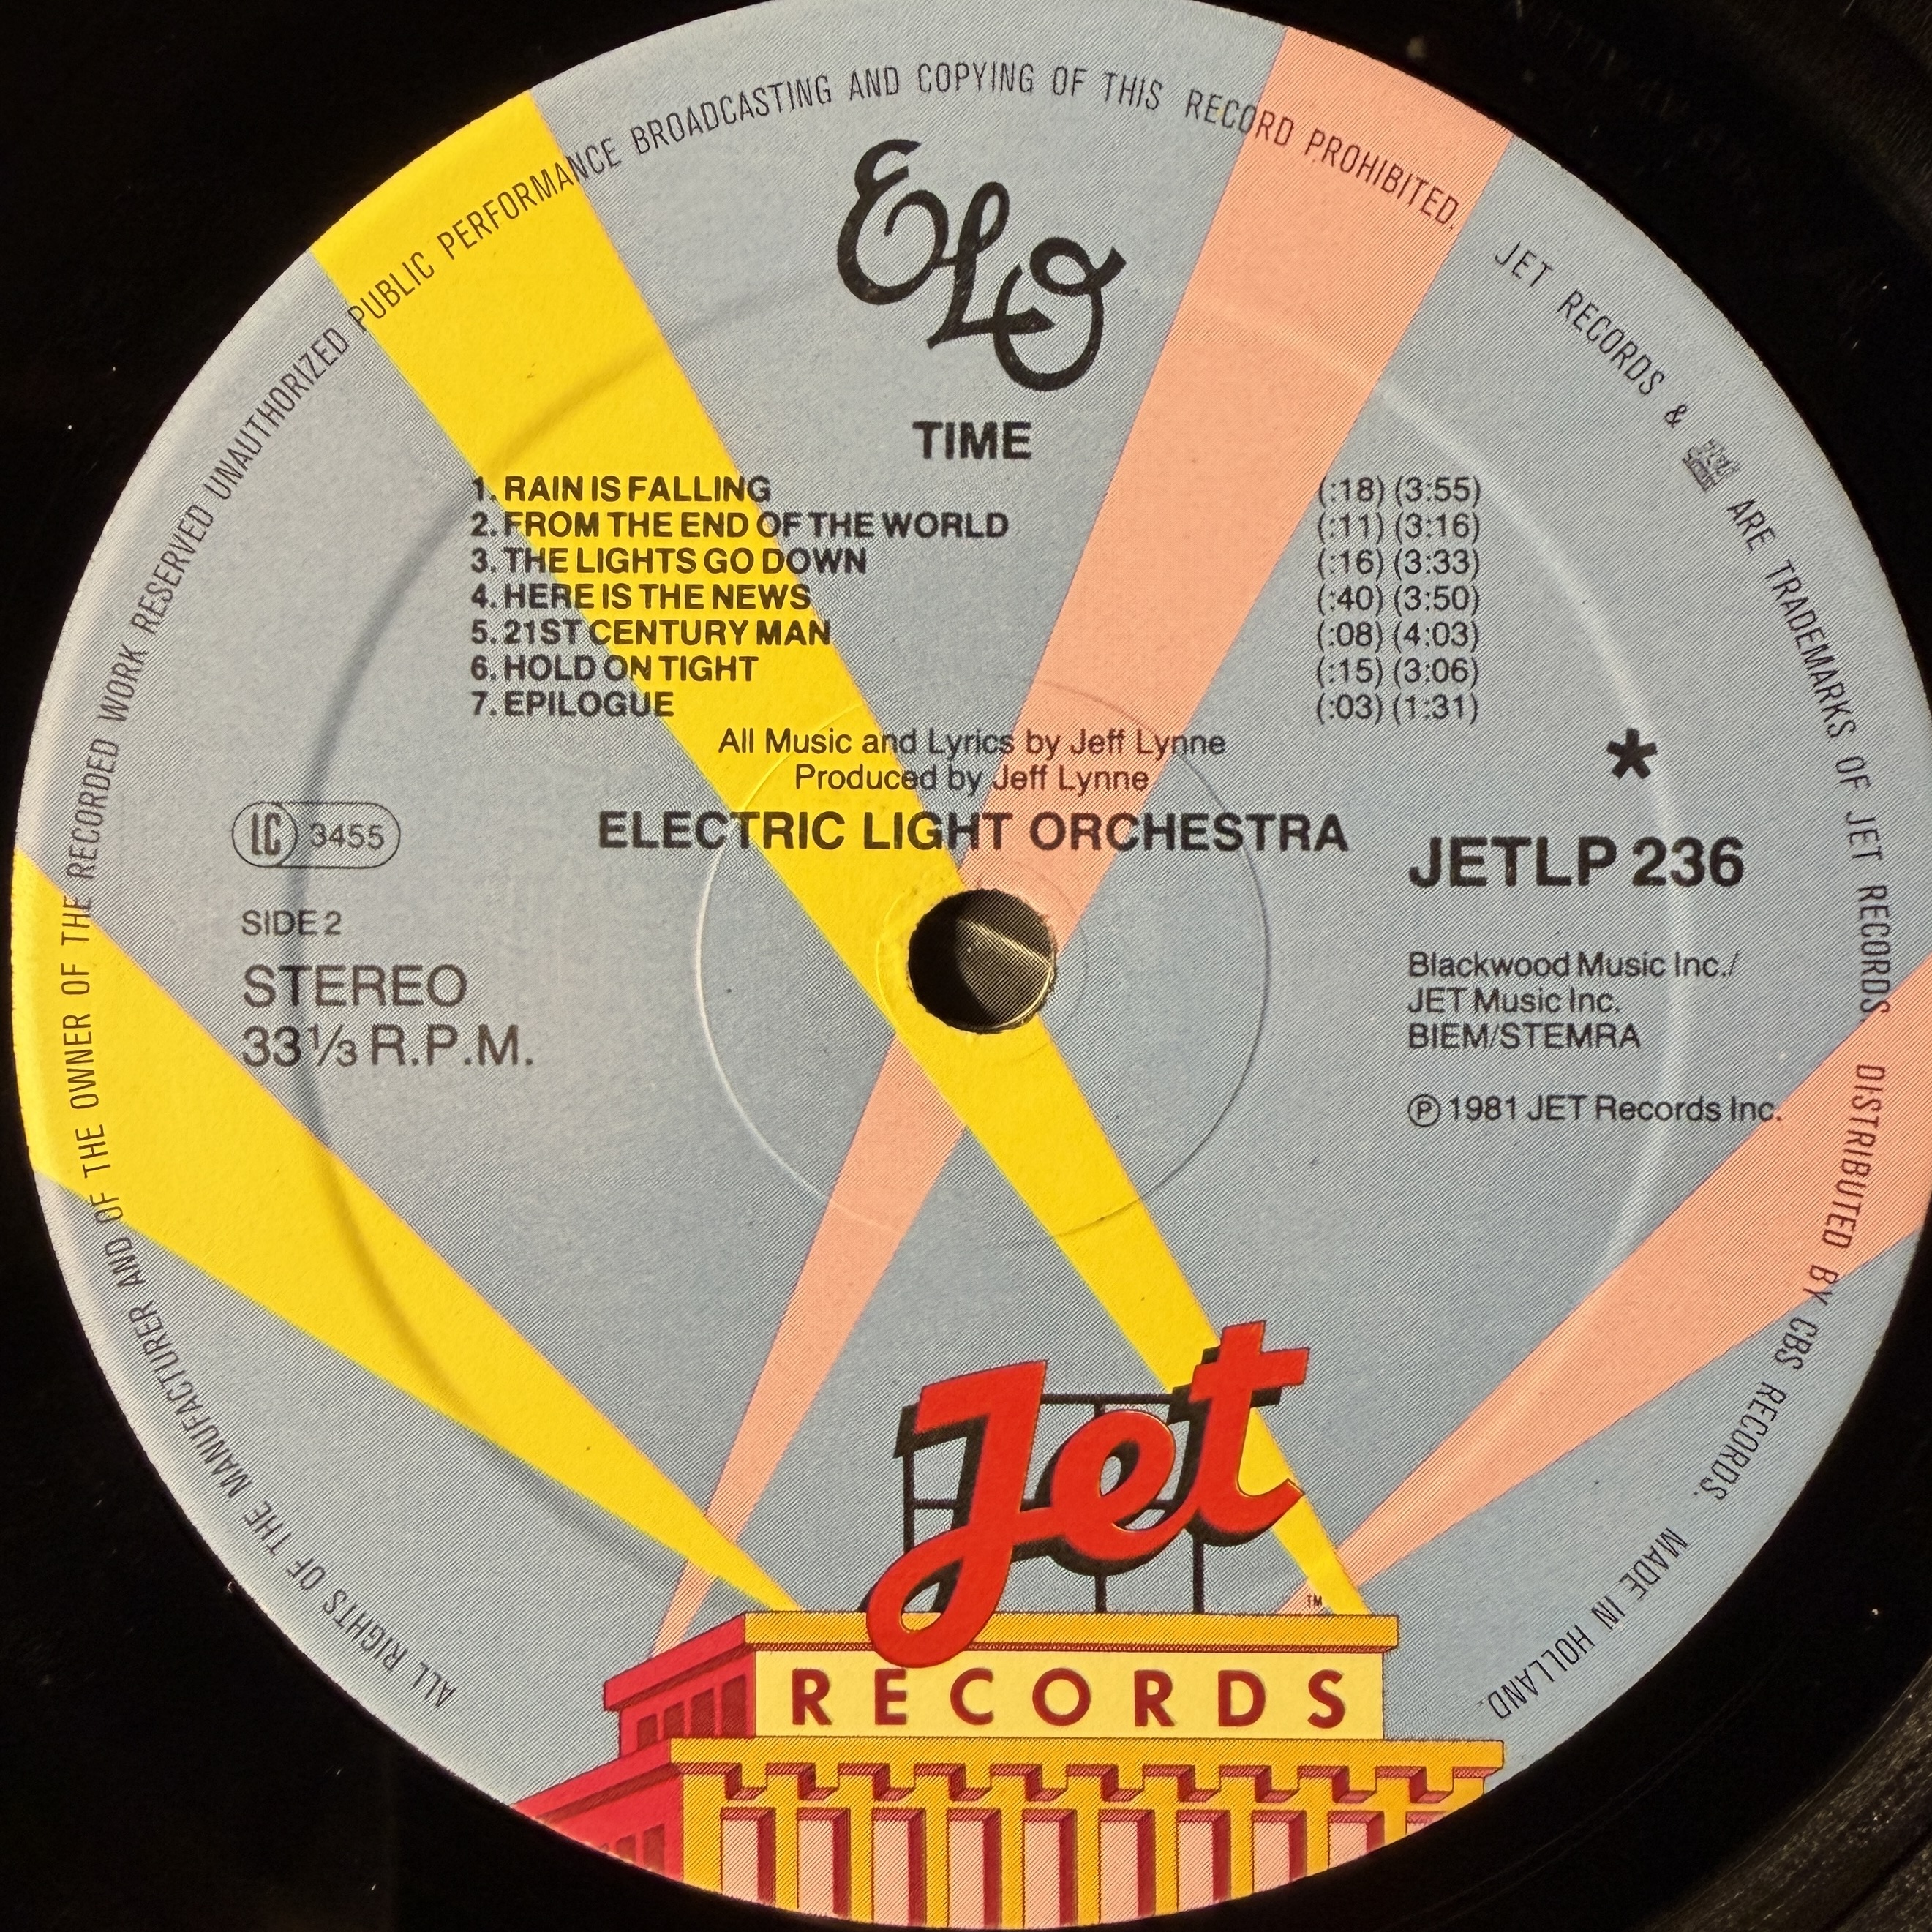 ALL RIGHTS OF THE MANUFACTURER AND OF THE OWNER OF THE RECORDED WORK RESERVED UNAUTHORIZED PUBLIC PERFORMANCE BROADCASTING AND COPYING OF THIS RECORD PROHIBITED.
JET RECORDS & ARE TRADEMARKS OF JET RECORDS. DISTRIBUTED BY CBS RECORDS. MADE IN HOLLAND.
ELO
TIME
1. RAIN IS FALLING (:18) (3:55)
2. FROM THE END OF THE WORLD (:11) (3:16)
3. THE LIGHTS GO DOWN (:16) (3:33)
4. HERE IS THE NEWS (:40) (3:50)
5. 21ST CENTURY MAN (:08) (4:03)
6. HOLD ON TIGHT (:15) (3:06)
7. EPILOGUE (:03) (1:31)
All Music and Lyrics by Jeff Lynne
Produced by Jeff Lynne
ELECTRIC LIGHT ORCHESTRA
LC 3455
SIDE 2
STEREO
33⅓ R.P.M.
*
JETLP 236
Blackwood Music Inc./
JET Music Inc.
BIEM/STEMRA
℗ 1981 JET Records Inc.
Jet
TM
RECORDS